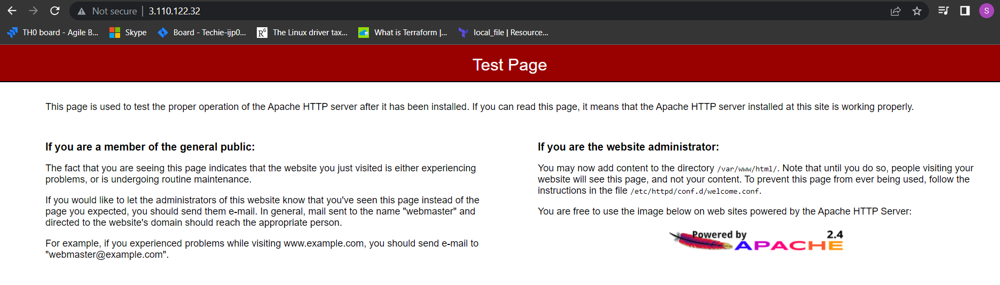 Not secure | 3.110.122.32
S
TH0 board - Agile B...
Skype
Board - Techie-ijp0...
RG
The Linux driver tax...
What is Terraform |...
local_file | Resource...
Test Page
This page is used to test the proper operation of the Apache HTTP server after it has been installed. If you can read this page, it means that the Apache HTTP server installed at this site is working properly.
If you are a member of the general public:
The fact that you are seeing this page indicates that the website you just visited is either experiencing
problems, or is undergoing routine maintenance.
If you would like to let the administrators of this website know that you've seen this page instead of the
page you expected, you should send them e-mail. In general, mail sent to the name "webmaster" and
directed to the website's domain should reach the appropriate person.
For example, if you experienced problems while visiting www.example.com, you should send e-mail to
"webmaster@example.com".
If you are the website administrator:
You may now add content to the directory /var/www/html/. Note that until you do so, people visiting your
website will see this page, and not your content. To prevent this page from ever being used, follow the
instructions in the file /etc/httpd/conf.d/welcome.conf.
You are free to use the image below on web sites powered by the Apache HTTP Server:
Powered by 2.4
APACHE